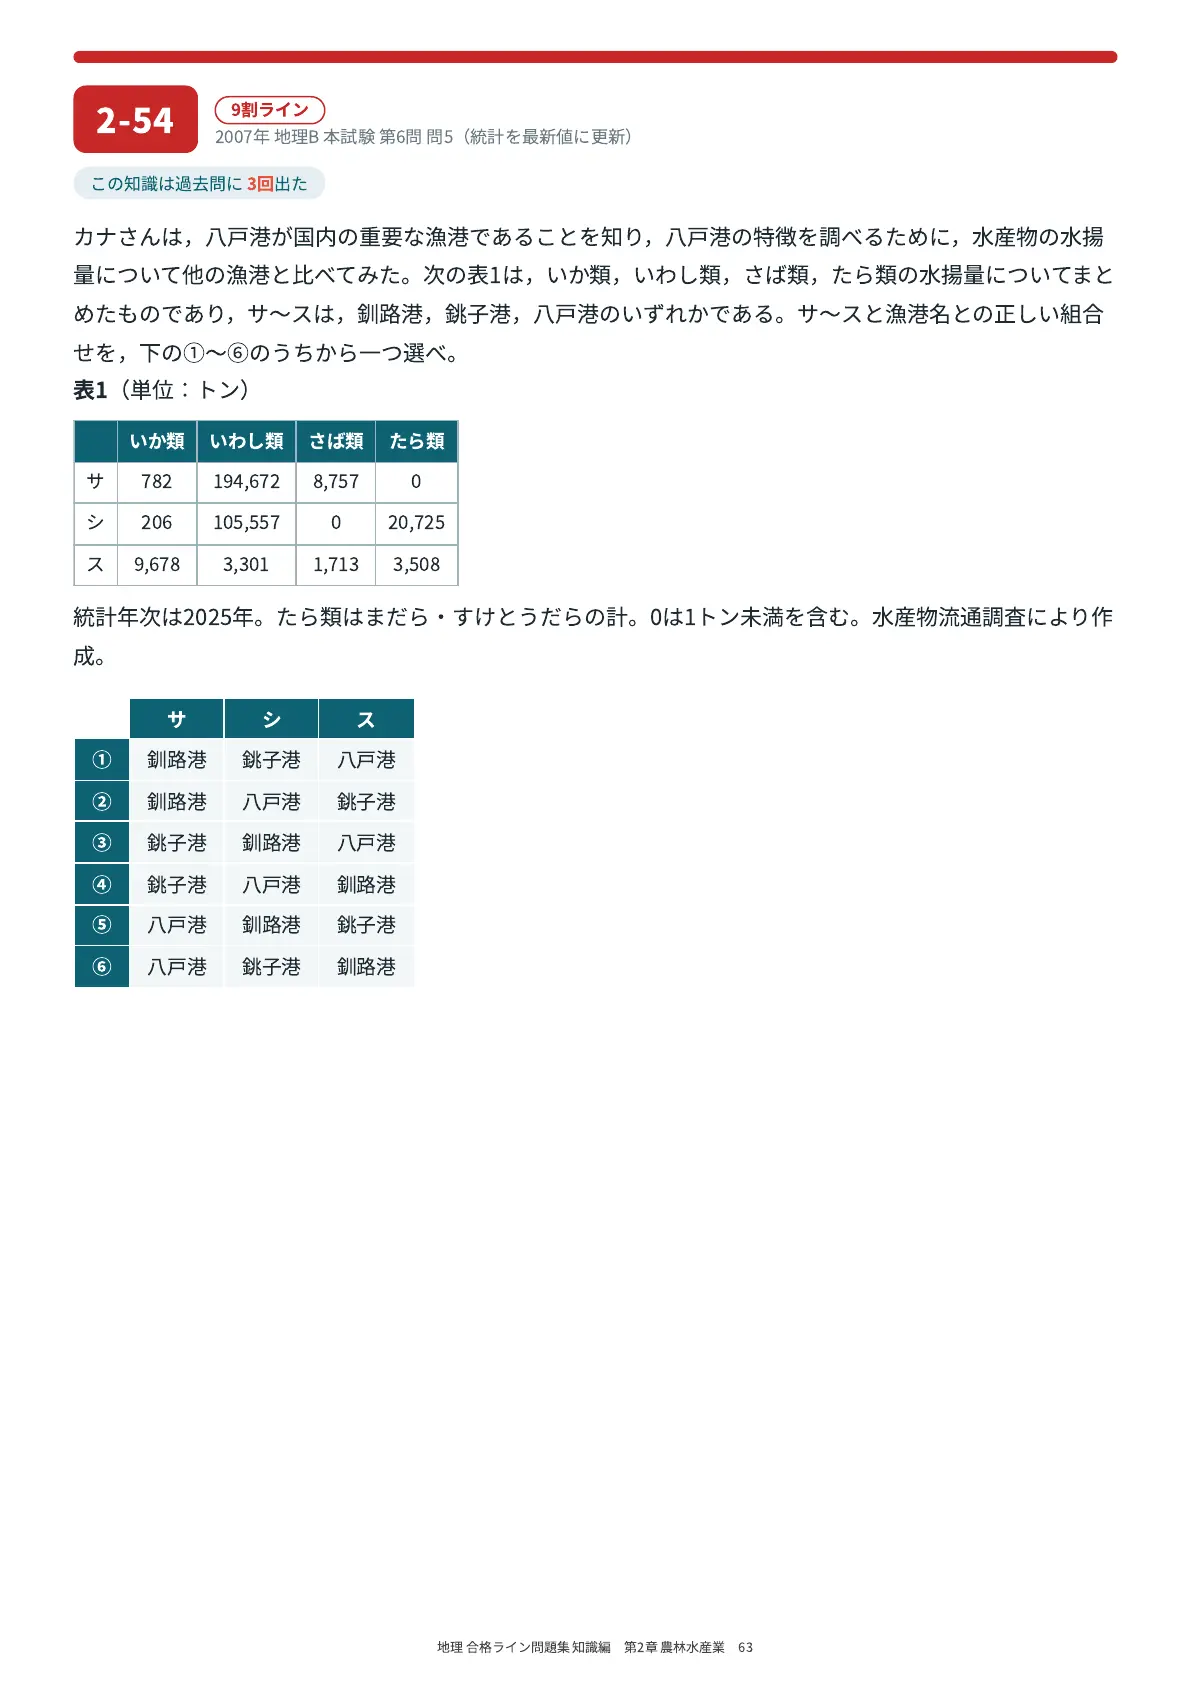 2-54
9割ライン
2007年 地理B 本試験 第6問 問5（統計を最新値に更新）
この知識は過去問に 3回出た
カナさんは，八戸港が国内の重要な漁港であることを知り，八戸港の特徴を調べるために，水産物の水揚
量について他の漁港と比べてみた。次の表1は，いか類，いわし類，さば類，たら類の水揚量についてまと
めたものであり，サ～スは，釧路港，銚子港，八戸港のいずれかである。サ～スと漁港名との正しい組合
せを，下の①～⑥のうちから一つ選べ。
表1（単位：トン）
いか類 いわし類 さば類 たら類
サ 782 194,672 8,757 0
シ 206 105,557 0 20,725
ス 9,678 3,301 1,713 3,508
統計年次は2025年。たら類はまだら・すけとうだらの計。0は1トン未満を含む。水産物流通調査により作
成。
サ シ ス
① 釧路港 銚子港 八戸港
② 釧路港 八戸港 銚子港
③ 銚子港 釧路港 八戸港
④ 銚子港 八戸港 釧路港
⑤ 八戸港 釧路港 銚子港
⑥ 八戸港 銚子港 釧路港
地理 合格ライン問題集 知識編 第2章 農林水産業 63